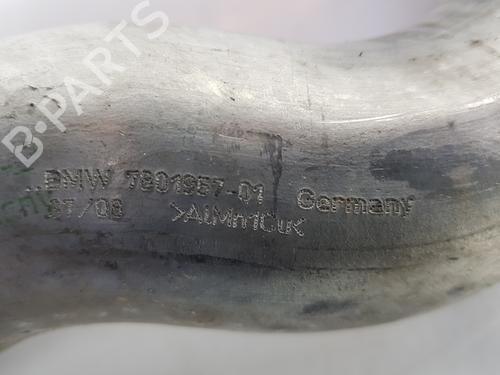 B-PARTS
..BMW 7801957-01 Germany
27/08 >AlMn1Cu<